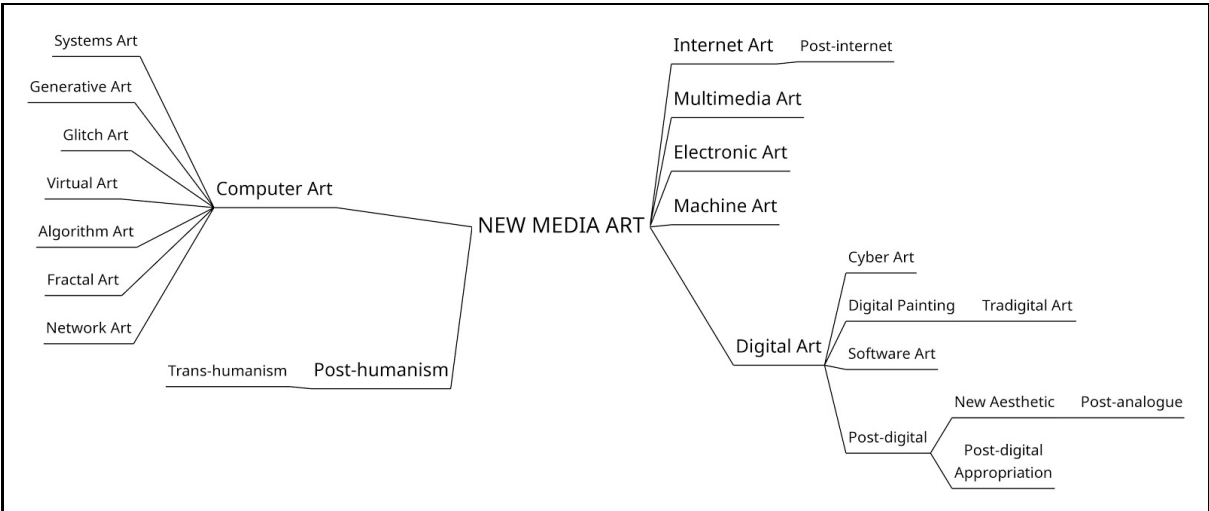 Systems Art
Generative Art
Glitch Art
Virtual Art
Algorithm Art
Fractal Art
Network Art
Computer Art
Trans-humanism
Post-humanism
NEW MEDIA ART
Internet Art
Post-internet
Multimedia Art
Electronic Art
Machine Art
Digital Art
Cyber Art
Digital Painting
Tradigital Art
Software Art
Post-digital
New Aesthetic
Post-analogue
Post-digital
Appropriation